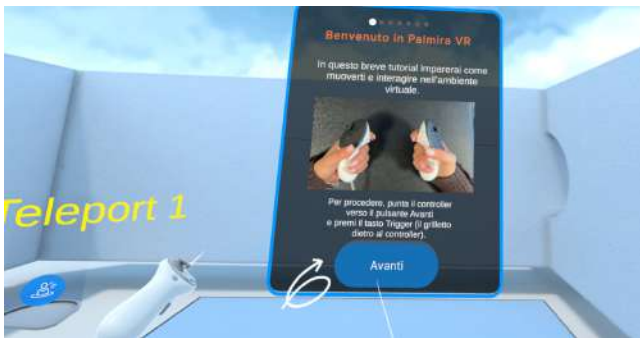 Benvenuto in Palmira VR
In questo breve tutorial imparerai come
muoverti e interagire nell'ambiente
virtuale.
Teleport 1
Per procedere, punta il controller
verso il pulsante Avanti
e premi il tasto Trigger (il grilletto
dietro al controller).
Avanti